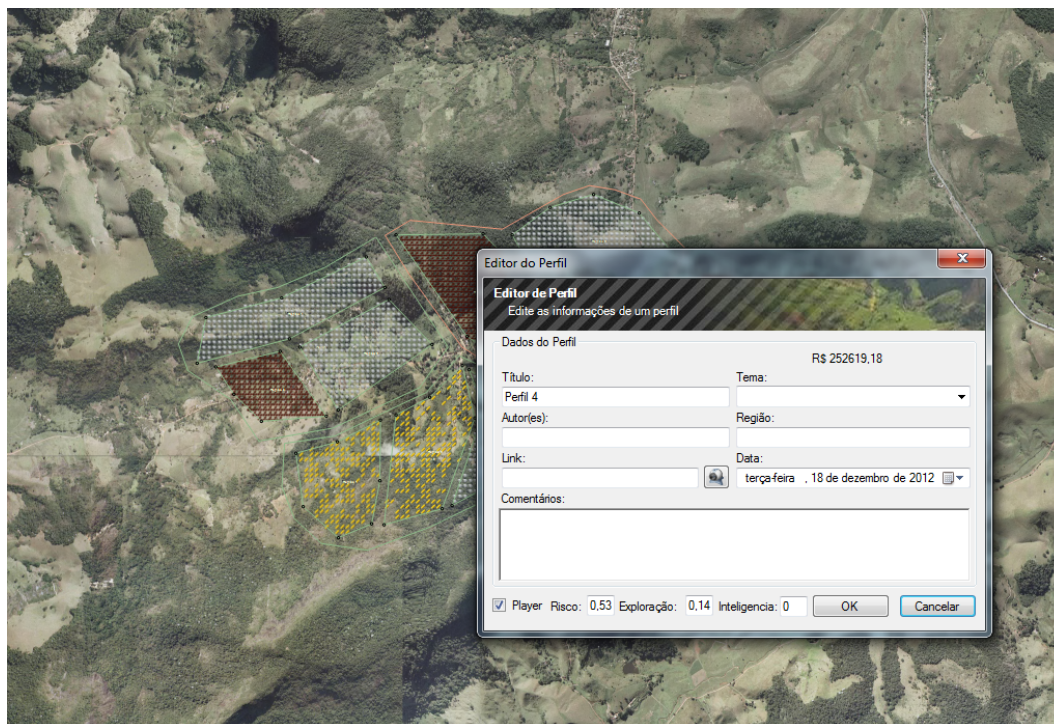 Editor do Perfil
Editor de Perfil
Edite as informações de um perfil
Dados do Perfil
R$ 252619,18
Título: Tema:
Perfil 4
Autor(es): Região:
Link: Data:
terça-feira , 18 de dezembro de 2012
Comentários:
Player Risco: 0,53 Exploração: 0,14 Inteligencia: 0 OK Cancelar